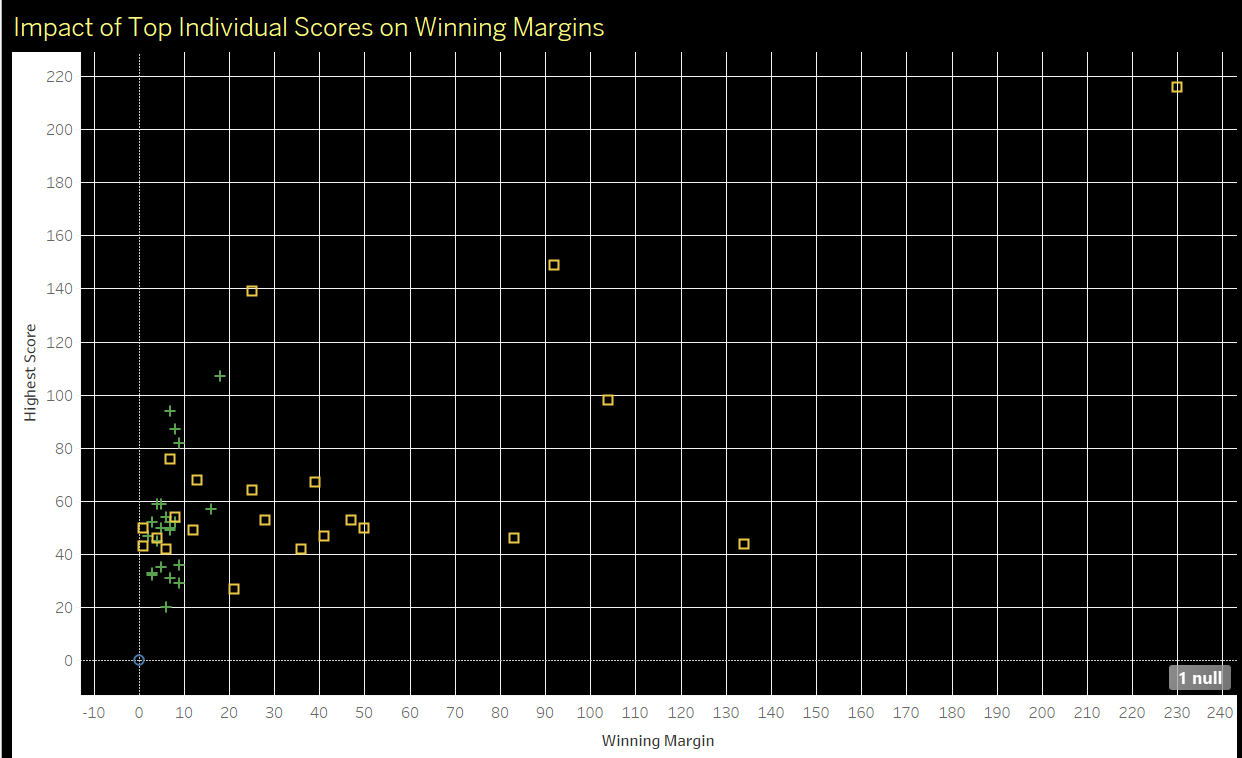 Impact of Top Individual Scores on Winning Margins
220
200
180
160
140
120
100
80
60
40
20
0
Highest Score
1 null
-10 0 10 20 30 40 50 60 70 80 90 100 110 120 130 140 150 160 170 180 190 200 210 220 230 240
Winning Margin